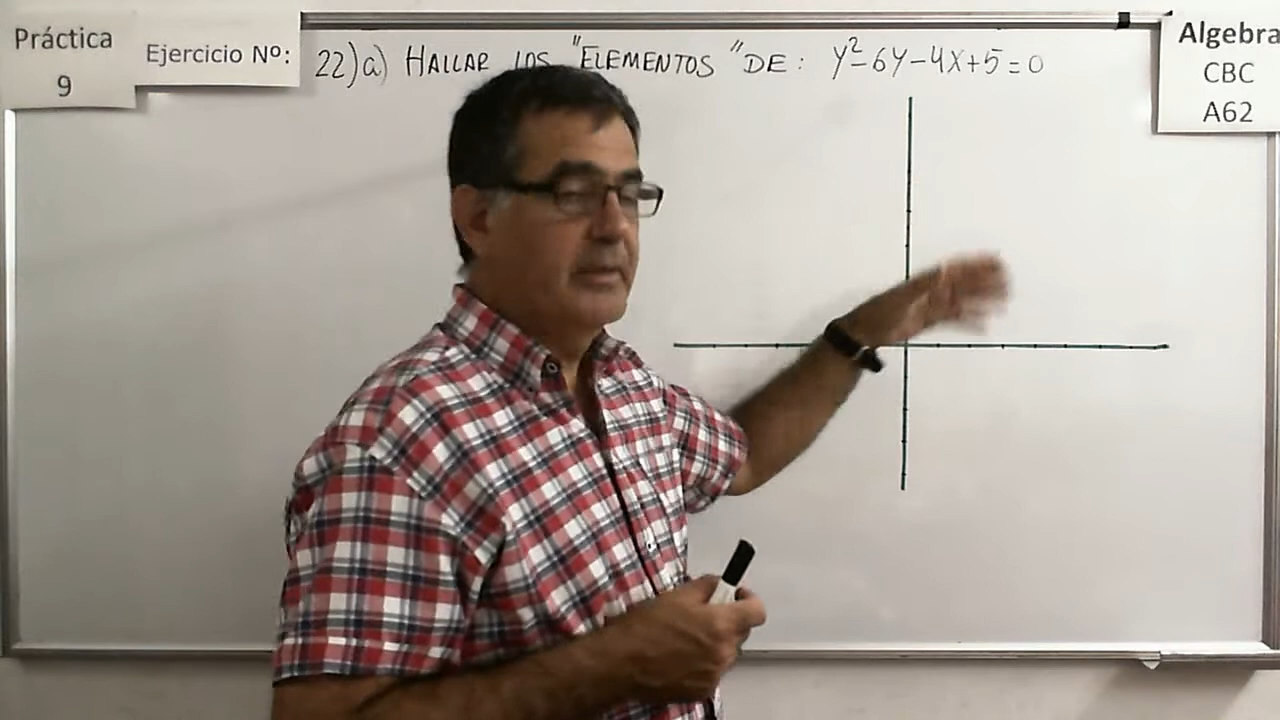 Práctica
9
Ejercicio Nº:
22)a) HALLAR LOS "ELEMENTOS" DE: y²-6y-4x+5=0
Algebra
CBC
A62